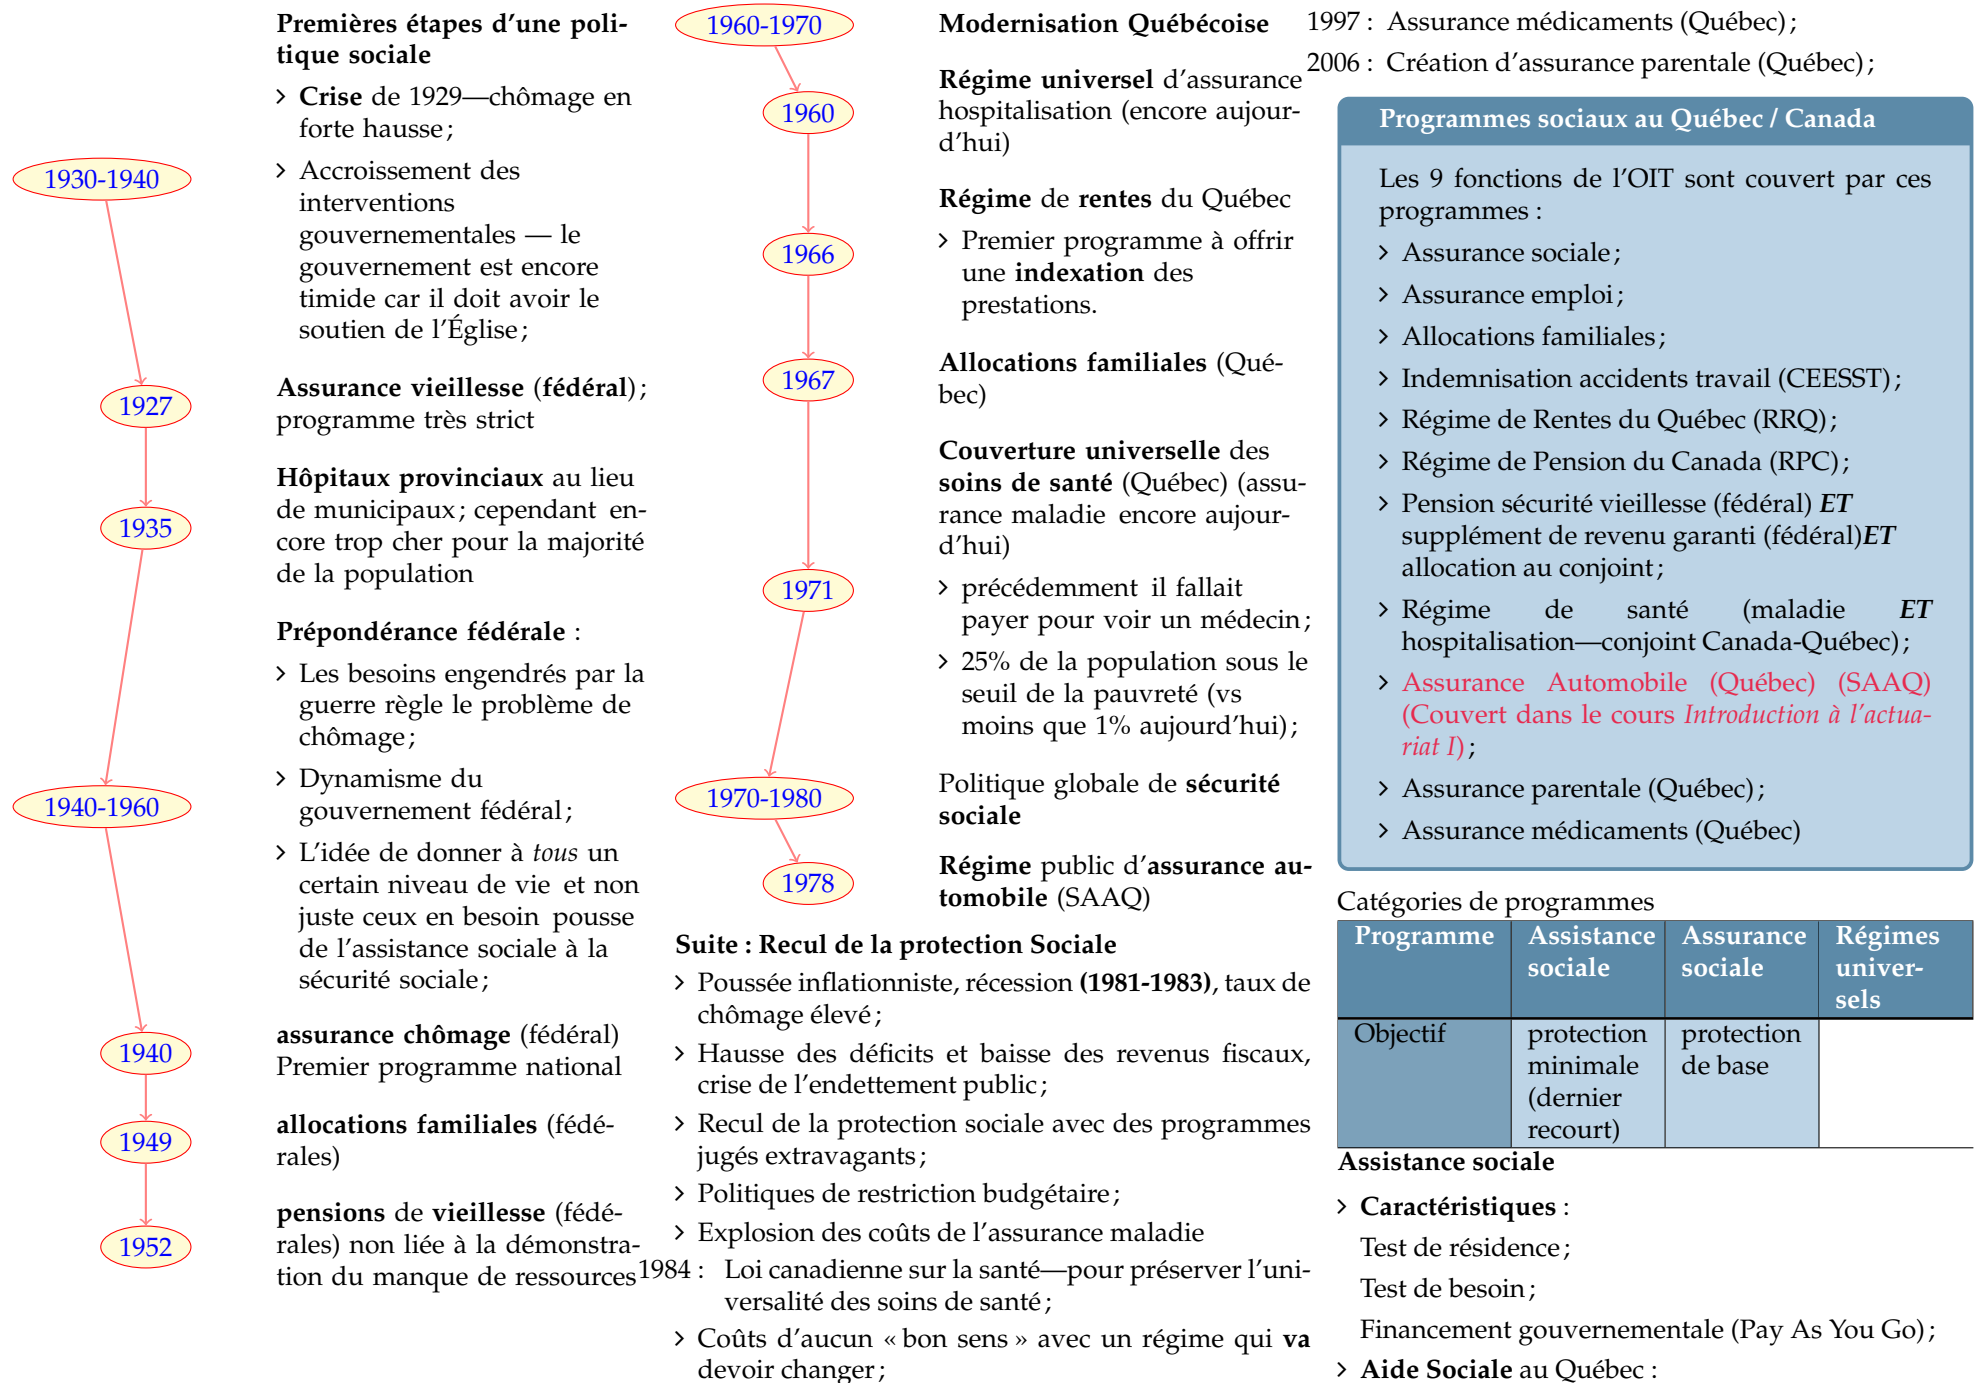 Premières étapes d'une poli-
tique sociale
› Crise de 1929—chômage en
forte hausse ;
› Accroissement des
interventions
gouvernementales — le
gouvernement est encore
timide car il doit avoir le
soutien de l'Église ;
1930-1940
Assurance vieillesse (fédéral) ;
programme très strict
1927
Hôpitaux provinciaux au lieu
de municipaux ; cependant en-
core trop cher pour la majorité
de la population
1935
Prépondérance fédérale :
› Les besoins engendrés par la
guerre règle le problème de
chômage ;
› Dynamisme du
gouvernement fédéral ;
› L'idée de donner à tous un
certain niveau de vie et non
juste ceux en besoin pousse
de l'assistance sociale à la
sécurité sociale ;
1940-1960
assurance chômage (fédéral)
Premier programme national
1940
allocations familiales (fédé-
rales)
1949
pensions de vieillesse (fédé-
rales) non liée à la démonstra-
tion du manque de ressources
1952
1960-1970
Modernisation Québécoise
Régime universel d'assurance
hospitalisation (encore aujour-
d'hui)
1960
Régime de rentes du Québec
› Premier programme à offrir
une indexation des
prestations.
1966
Allocations familiales (Qué-
bec)
1967
Couverture universelle des
soins de santé (Québec) (assu-
rance maladie encore aujour-
d'hui)
› précédemment il fallait
payer pour voir un médecin ;
› 25% de la population sous le
seuil de la pauvreté (vs
moins que 1% aujourd'hui) ;
1971
Politique globale de sécurité
sociale
1970-1980
Régime public d'assurance au-
tomobile (SAAQ)
1978
Suite : Recul de la protection Sociale
› Poussée inflationniste, récession (1981-1983), taux de
chômage élevé ;
› Hausse des déficits et baisse des revenus fiscaux,
crise de l'endettement public ;
› Recul de la protection sociale avec des programmes
jugés extravagants ;
› Politiques de restriction budgétaire ;
› Explosion des coûts de l'assurance maladie
1984 : Loi canadienne sur la santé—pour préserver l'uni-
versalité des soins de santé ;
› Coûts d'aucun « bon sens » avec un régime qui va
devoir changer ;
1997 : Assurance médicaments (Québec) ;
2006 : Création d'assurance parentale (Québec) ;
Programmes sociaux au Québec / Canada
Les 9 fonctions de l'OIT sont couvert par ces
programmes :
› Assurance sociale ;
› Assurance emploi ;
› Allocations familiales ;
› Indemnisation accidents travail (CEESST) ;
› Régime de Rentes du Québec (RRQ) ;
› Régime de Pension du Canada (RPC) ;
› Pension sécurité vieillesse (fédéral) ET
supplément de revenu garanti (fédéral)ET
allocation au conjoint ;
› Régime de santé (maladie ET
hospitalisation—conjoint Canada-Québec) ;
› Assurance Automobile (Québec) (SAAQ)
(Couvert dans le cours Introduction à l'actua-
riat I) ;
› Assurance parentale (Québec) ;
› Assurance médicaments (Québec)
Catégories de programmes
Programme | Assistance sociale | Assurance sociale | Régimes univer-sels
Objectif | protection minimale (dernier recourt) | protection de base
Assistance sociale
› Caractéristiques :
Test de résidence ;
Test de besoin ;
Financement gouvernementale (Pay As You Go) ;
› Aide Sociale au Québec :